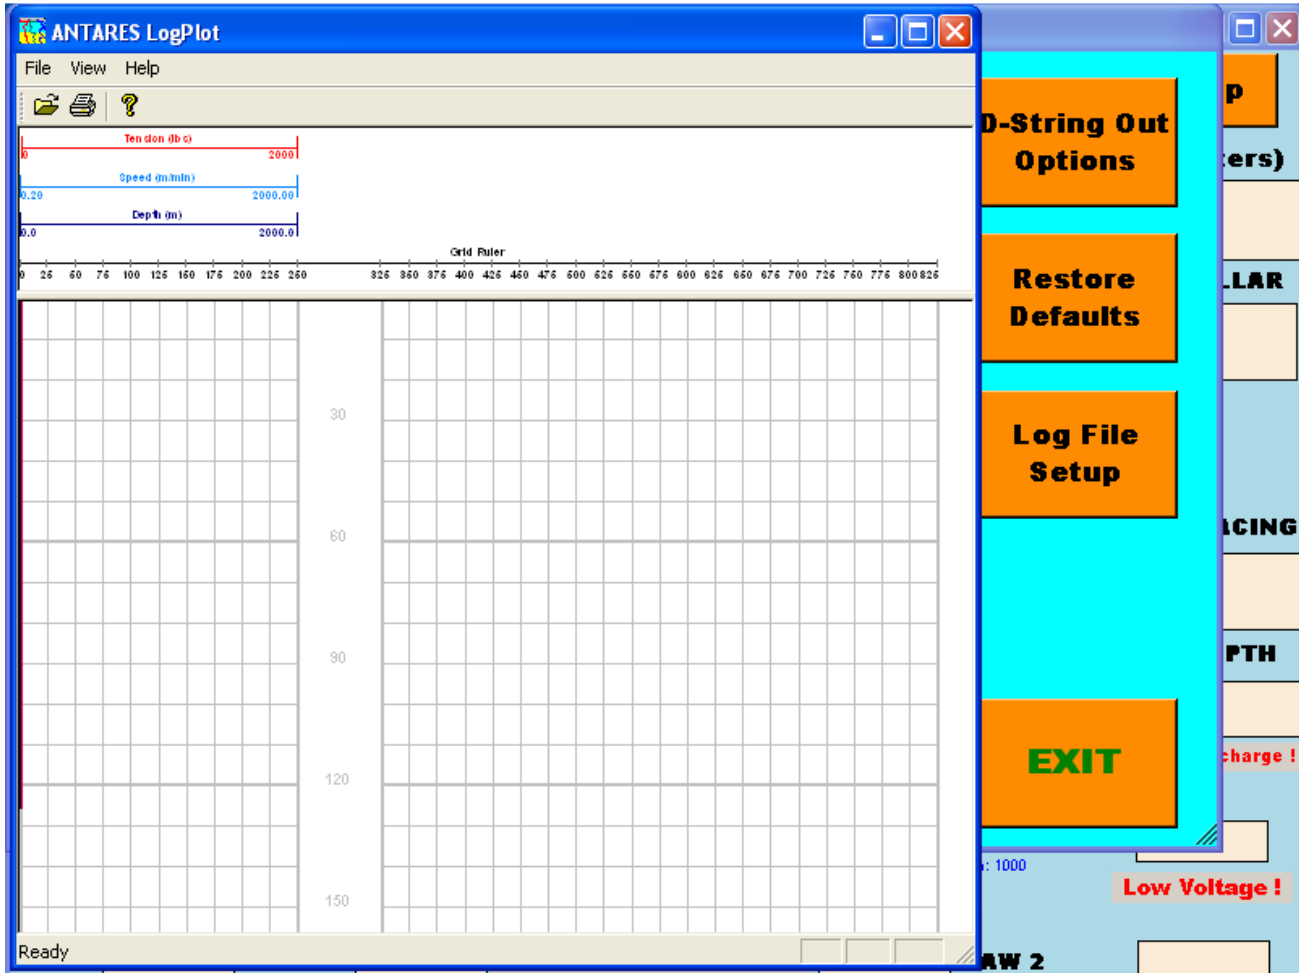 ANTARES LogPlot
File View Help
Tension (lbs)
0 2000
Speed (m/min)
0.20 2000.00
Depth (m)
0.0 2000.0
Grid Ruler
0 25 50 75 100 125 150 175 200 225 250 325 350 375 400 425 450 475 500 525 550 575 600 625 650 675 700 725 750 775 800 825
30
60
90
120
150
Ready
D-String Out
Options
Restore
Defaults
Log File
Setup
EXIT
p
ters)
LLAR
ACING
PTH
charge !
n: 1000
Low Voltage !
AW 2